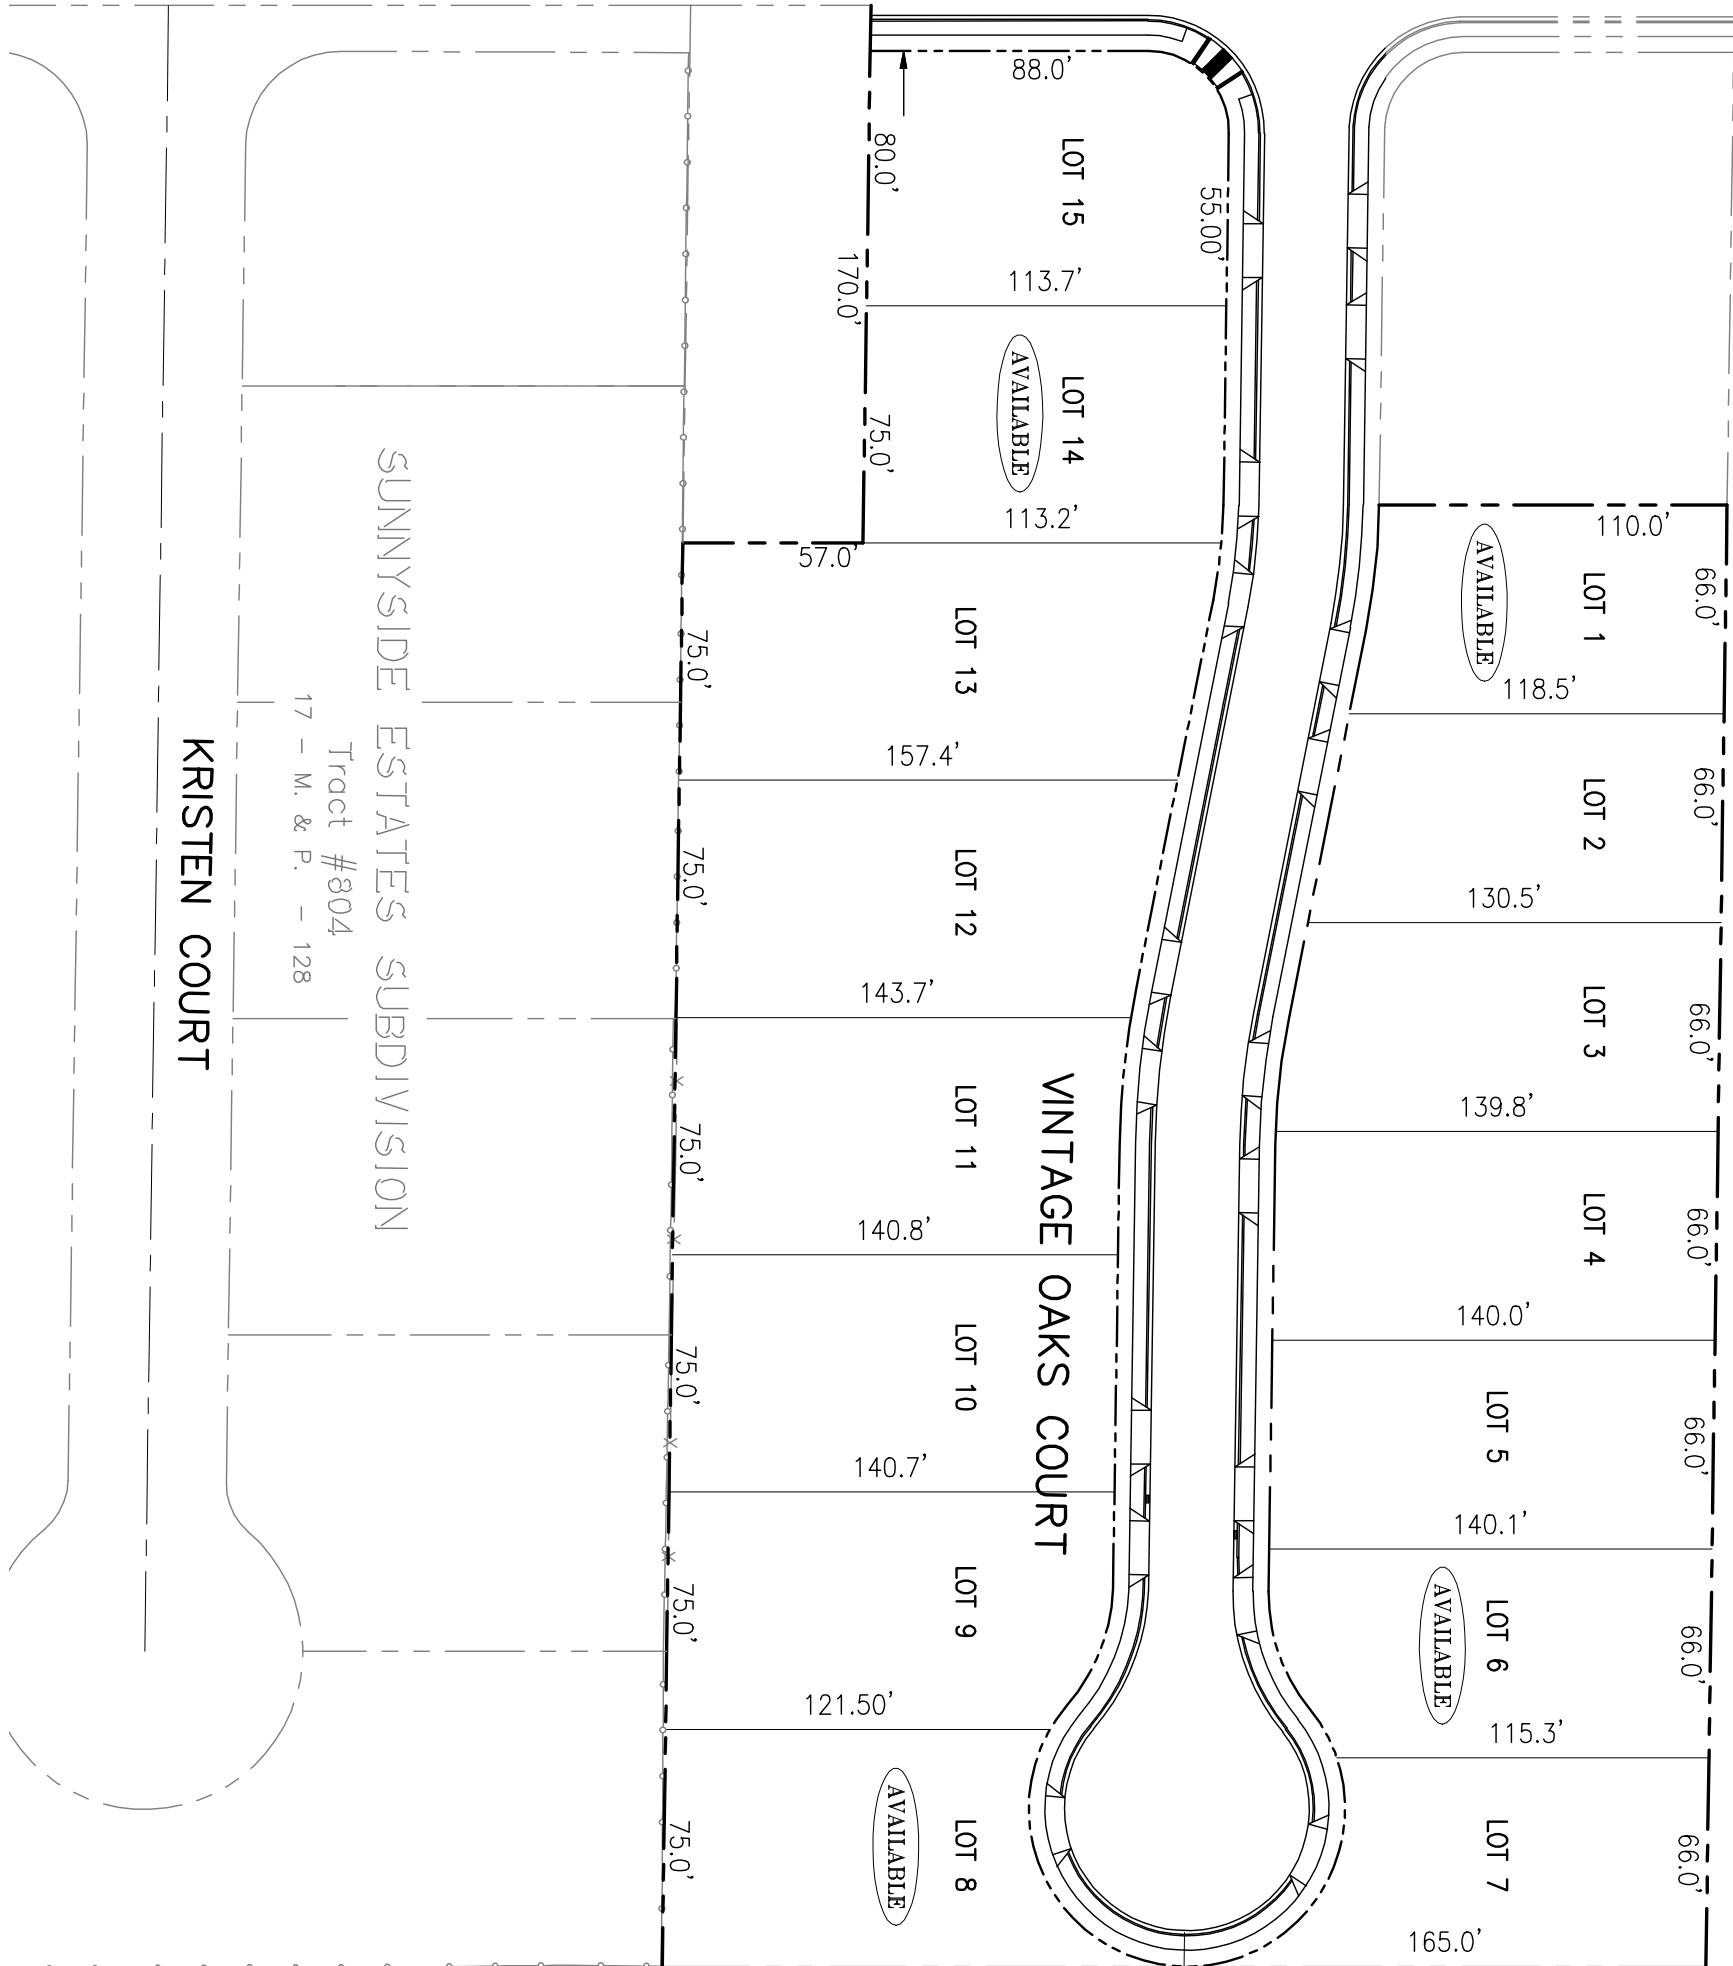 88.0'
80.0'
LOT 15
55.00'
170.0'
113.7'
AVAILABLE
LOT 14
75.0'
113.2'
57.0'
110.0'
AVAILABLE
LOT 1
66.0'
118.5'
LOT 13
75.0'
157.4'
LOT 2
66.0'
130.5'
LOT 12
75.0'
143.7'
LOT 3
66.0'
139.8'
LOT 11
75.0'
140.8'
LOT 4
66.0'
140.0'
LOT 10
75.0'
140.7'
LOT 5
66.0'
140.1'
LOT 9
75.0'
121.50'
AVAILABLE
LOT 6
66.0'
115.3'
AVAILABLE
LOT 8
75.0'
LOT 7
66.0'
165.0'
VINTAGE OAKS COURT
SUNNYSIDE ESTATES SUBDIVISION
Tract #804
17 - M. & P. - 128
KRISTEN COURT